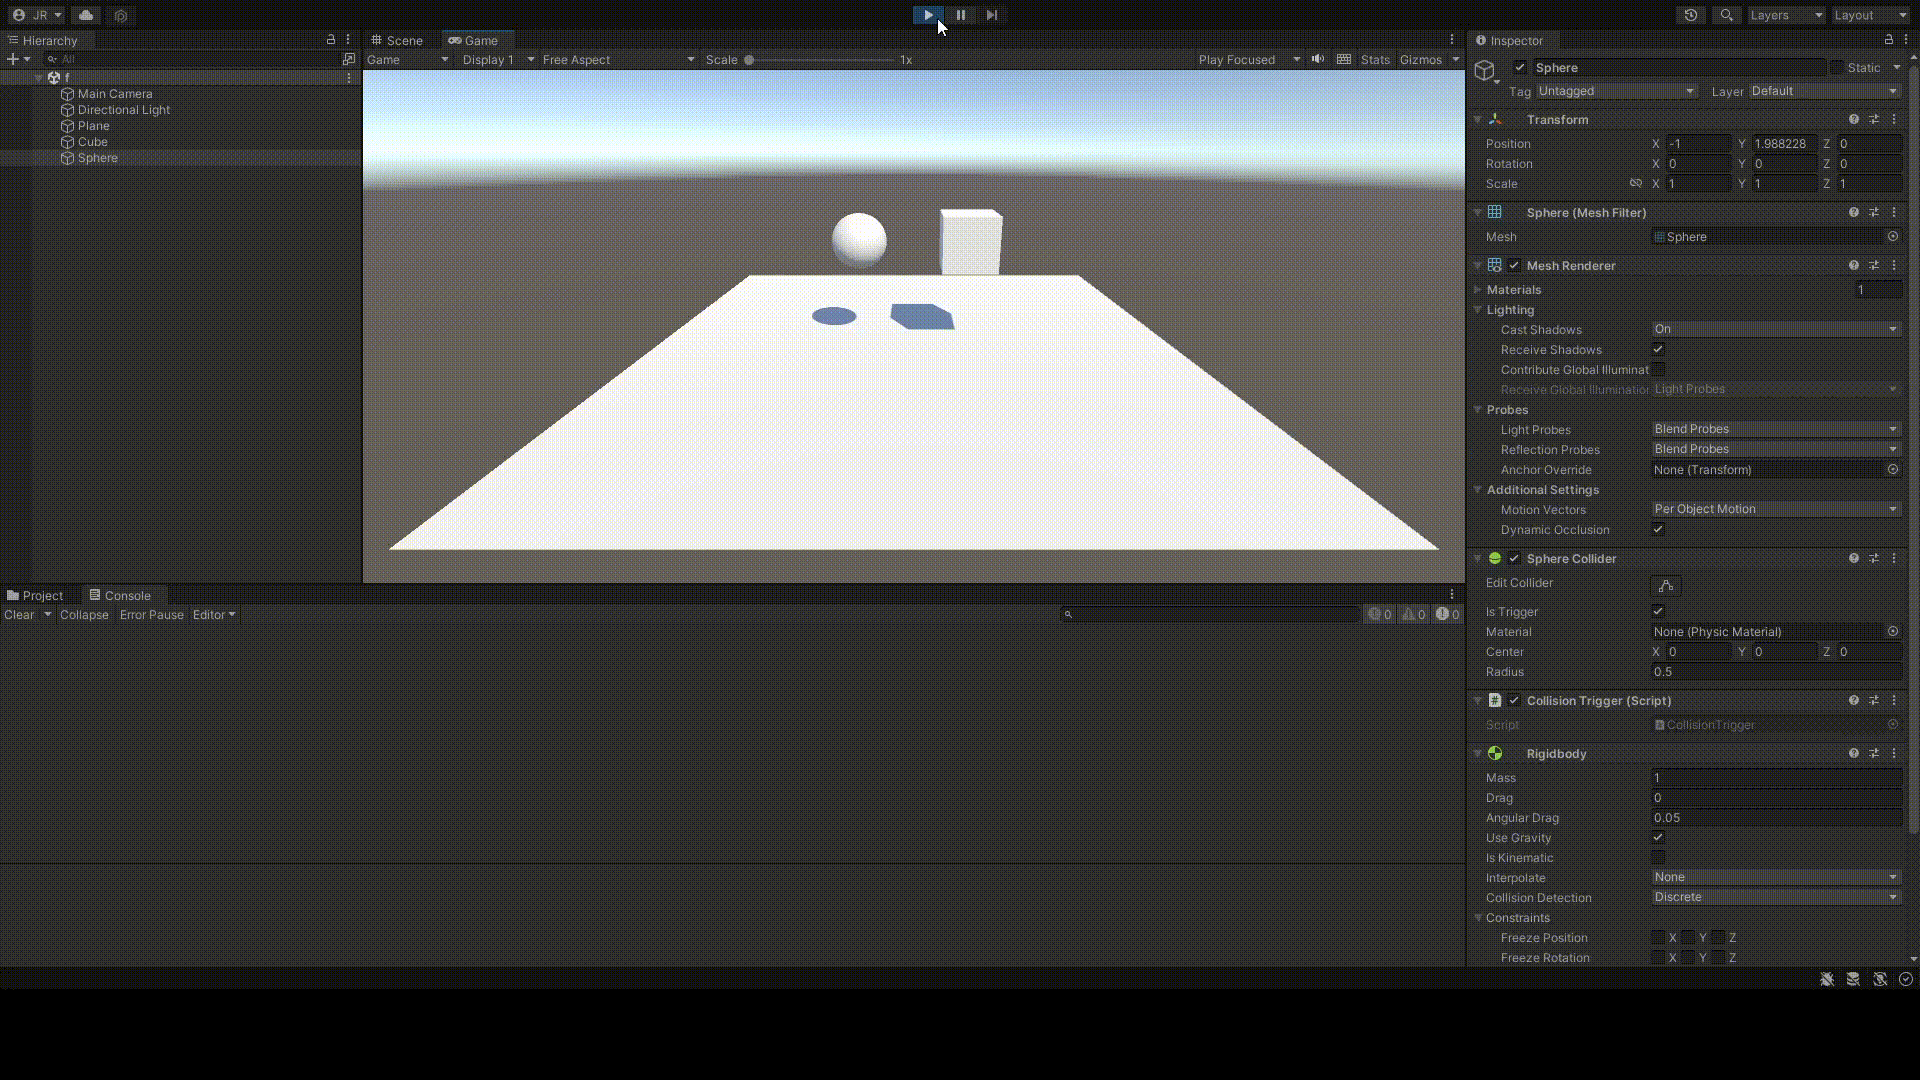 JR
Layers
Layout
Hierarchy
All
f
Main Camera
Directional Light
Plane
Cube
Sphere
Scene
Game
Game
Display 1
Free Aspect
Scale
1x
Play Focused
Stats
Gizmos
Project
Console
Clear
Collapse
Error Pause
Editor
0
0
0
Inspector
Sphere
Static
Tag Untagged
Layer Default
Transform
Position X -1 Y 1.988228 Z 0
Rotation X 0 Y 0 Z 0
Scale X 1 Y 1 Z 1
Sphere (Mesh Filter)
Mesh Sphere
Mesh Renderer
Materials 1
Lighting
Cast Shadows On
Receive Shadows
Contribute Global Illuminat
Receive Global Illumination Light Probes
Probes
Light Probes Blend Probes
Reflection Probes Blend Probes
Anchor Override None (Transform)
Additional Settings
Motion Vectors Per Object Motion
Dynamic Occlusion
Sphere Collider
Edit Collider
Is Trigger
Material None (Physic Material)
Center X 0 Y 0 Z 0
Radius 0.5
Collision Trigger (Script)
Script CollisionTrigger
Rigidbody
Mass 1
Drag 0
Angular Drag 0.05
Use Gravity
Is Kinematic
Interpolate None
Collision Detection Discrete
Constraints
Freeze Position X Y Z
Freeze Rotation X Y Z